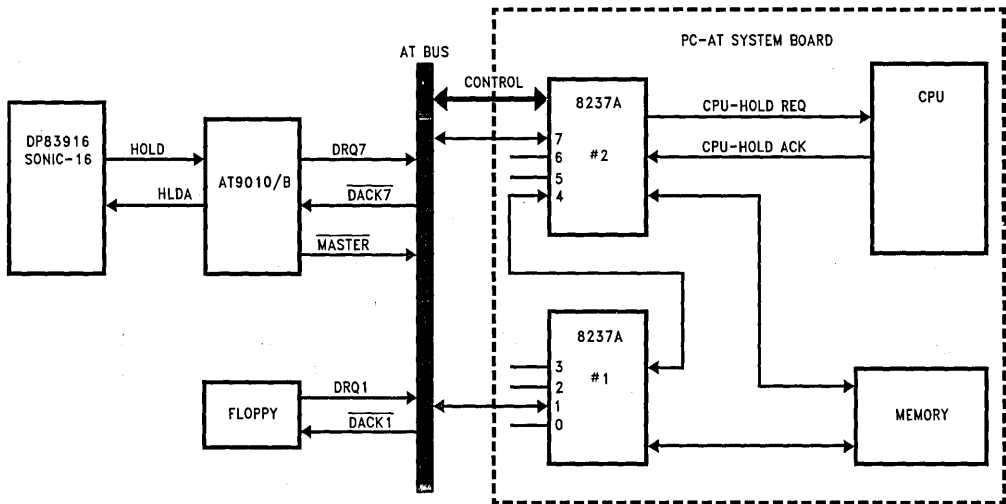 PC-AT SYSTEM BOARD
AT BUS
CONTROL
DP83916
SONIC-16
HOLD
HLDA
AT9010/B
DRQ7
DACK7
MASTER
8237A
#2
7
6
5
4
CPU-HOLD REQ
CPU-HOLD ACK
CPU
8237A
#1
3
2
1
0
FLOPPY
DRQ1
DACK1
MEMORY